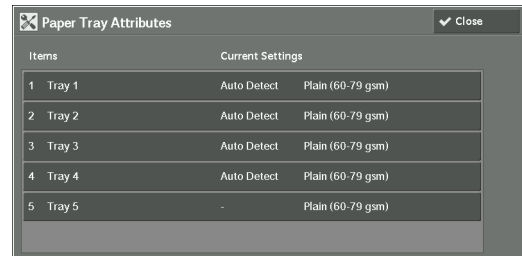 Paper Tray Attributes Close
Items Current Settings
1 Tray 1 Auto Detect Plain (60-79 gsm)
2 Tray 2 Auto Detect Plain (60-79 gsm)
3 Tray 3 Auto Detect Plain (60-79 gsm)
4 Tray 4 Auto Detect Plain (60-79 gsm)
5 Tray 5 - Plain (60-79 gsm)